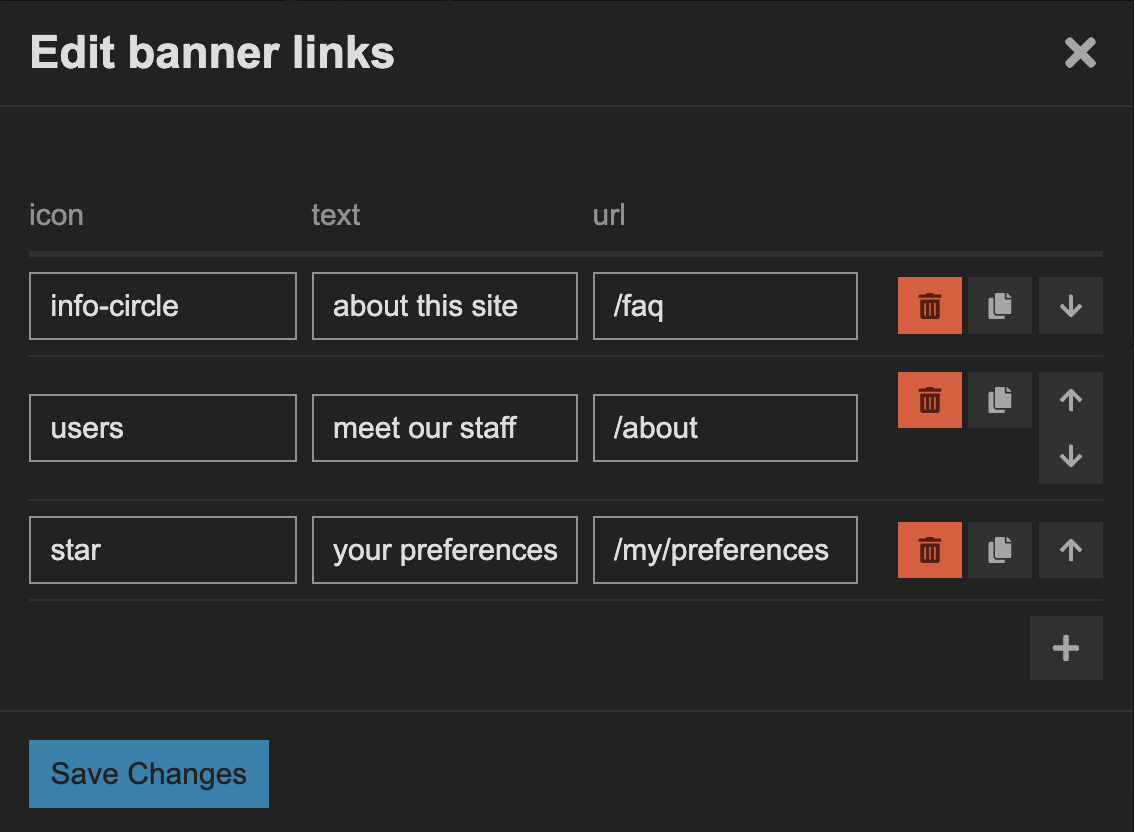 Edit banner links
icon text url
info-circle about this site /faq
users meet our staff /about
star your preferences /my/preferences
Save Changes